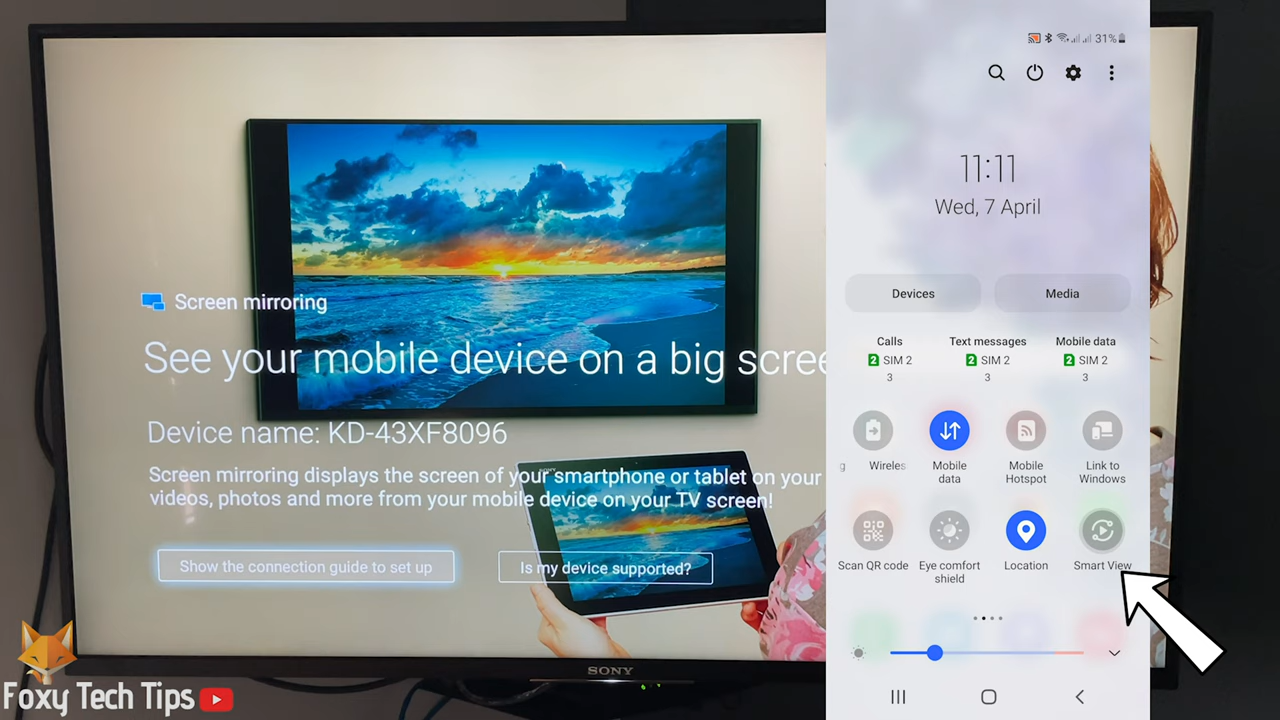 Screen mirroring
See your mobile device on a big scree
Device name: KD-43XF8096
Screen mirroring displays the screen of your smartphone or tablet on your
videos, photos and more from your mobile device on your TV screen!
Show the connection guide to set up
Is my device supported?
SONY
Foxy Tech Tips
31%
11:11
Wed, 7 April
Devices
Media
Calls
2 SIM 2
3
Text messages
2 SIM 2
3
Mobile data
2 SIM 2
3
g
Wireles
Mobile
data
Mobile
Hotspot
Link to
Windows
Scan QR code
Eye comfort
shield
Location
Smart View